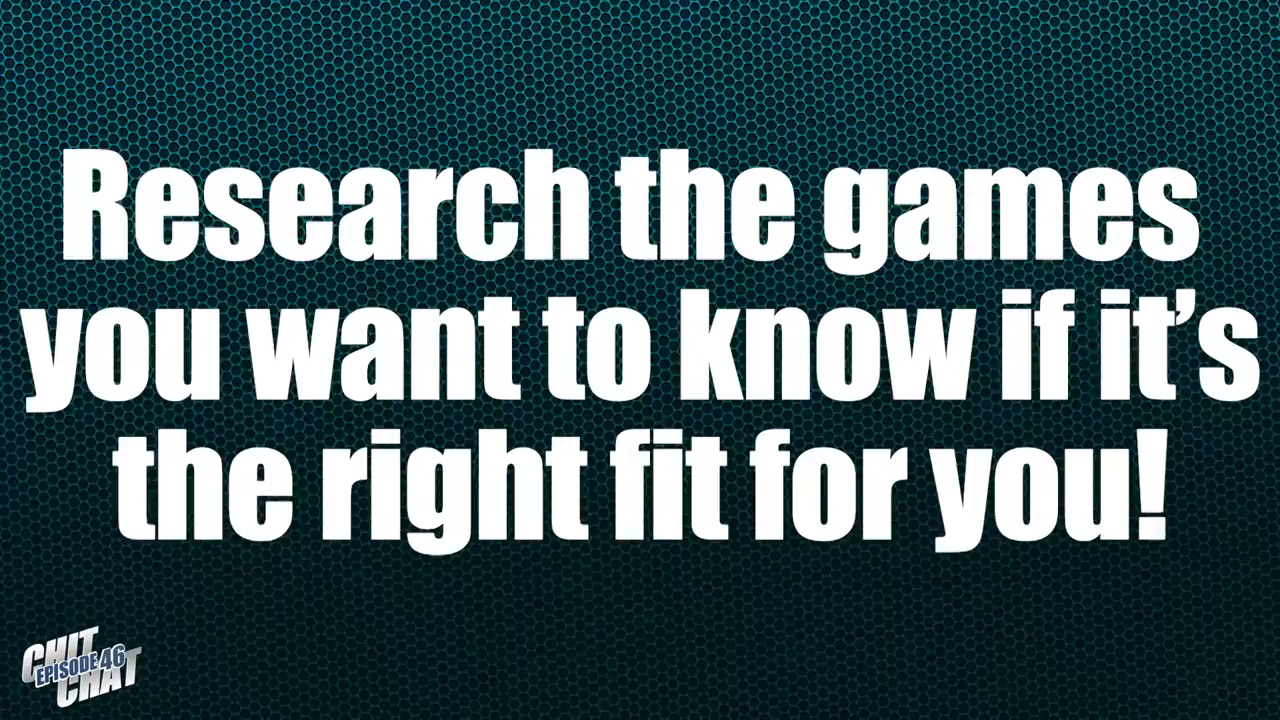 Research the games
you want to know if it’s
the right fit for you!
CHIT
EPISODE 46
CHAT